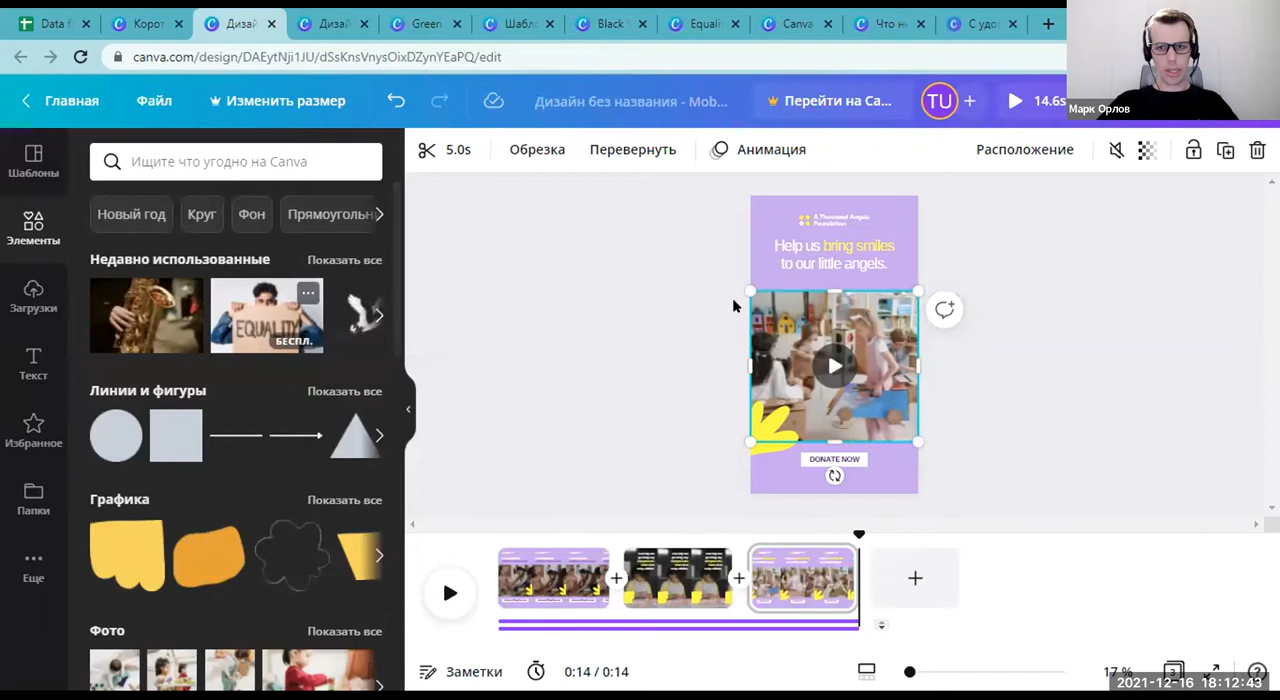 Data f
Корот
Дизай
Дизай
Green
Шабло
Black
Equali
Canva
Что н
С удо
canva.com/design/DAEytNji1JU/dSsKnsVnysOixDZynYEaPQ/edit
Марк Орлов
Главная
Файл
Изменить размер
Дизайн без названия - Mob...
Перейти на Ca...
TU
14.6s
Шаблоны
Элементы
Загрузки
Текст
Избранное
Папки
Еще
Ищите что угодно на Canva
Новый год
Круг
Фон
Прямоугольн
Недавно использованные
Показать все
EQUALITY
БЕСПЛ.
Линии и фигуры
Показать все
Графика
Показать все
Фото
Показать все
5.0s
Обрезка
Перевернуть
Анимация
Расположение
A Thousand Angels
Foundation
Help us bring smiles
to our little angels.
DONATE NOW
Заметки
0:14 / 0:14
17 %
3
2021-12-16 18:12:43